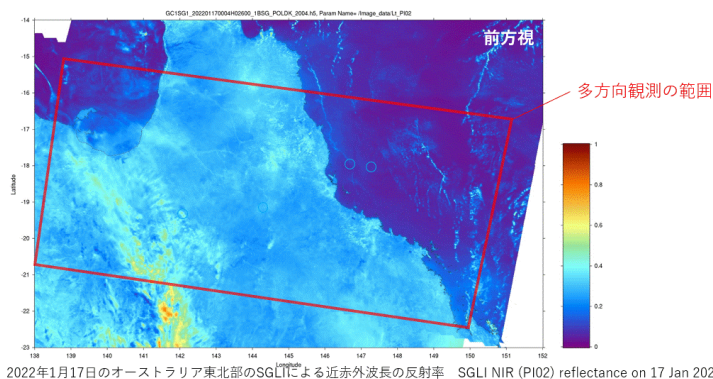 GC1SG1_202201170004H02600_1BSG_POLDK_2004.h5, Param Name= /Image_data/Lt_PI02
前方視
多方向観測の範囲
-14
-15
-16
-17
-18
-19
-20
-21
-22
-23
Latitude
Latitude
138 139 140 141 142 143 144 145 146 147 148 149 150 151 152
Longitude
Longitude
1
0.8
0.6
0.4
0.2
0
2022年1月17日のオーストラリア東北部のSGLIによる近赤外波長の反射率 SGLI NIR (PI02) reflectance on 17 Jan 202